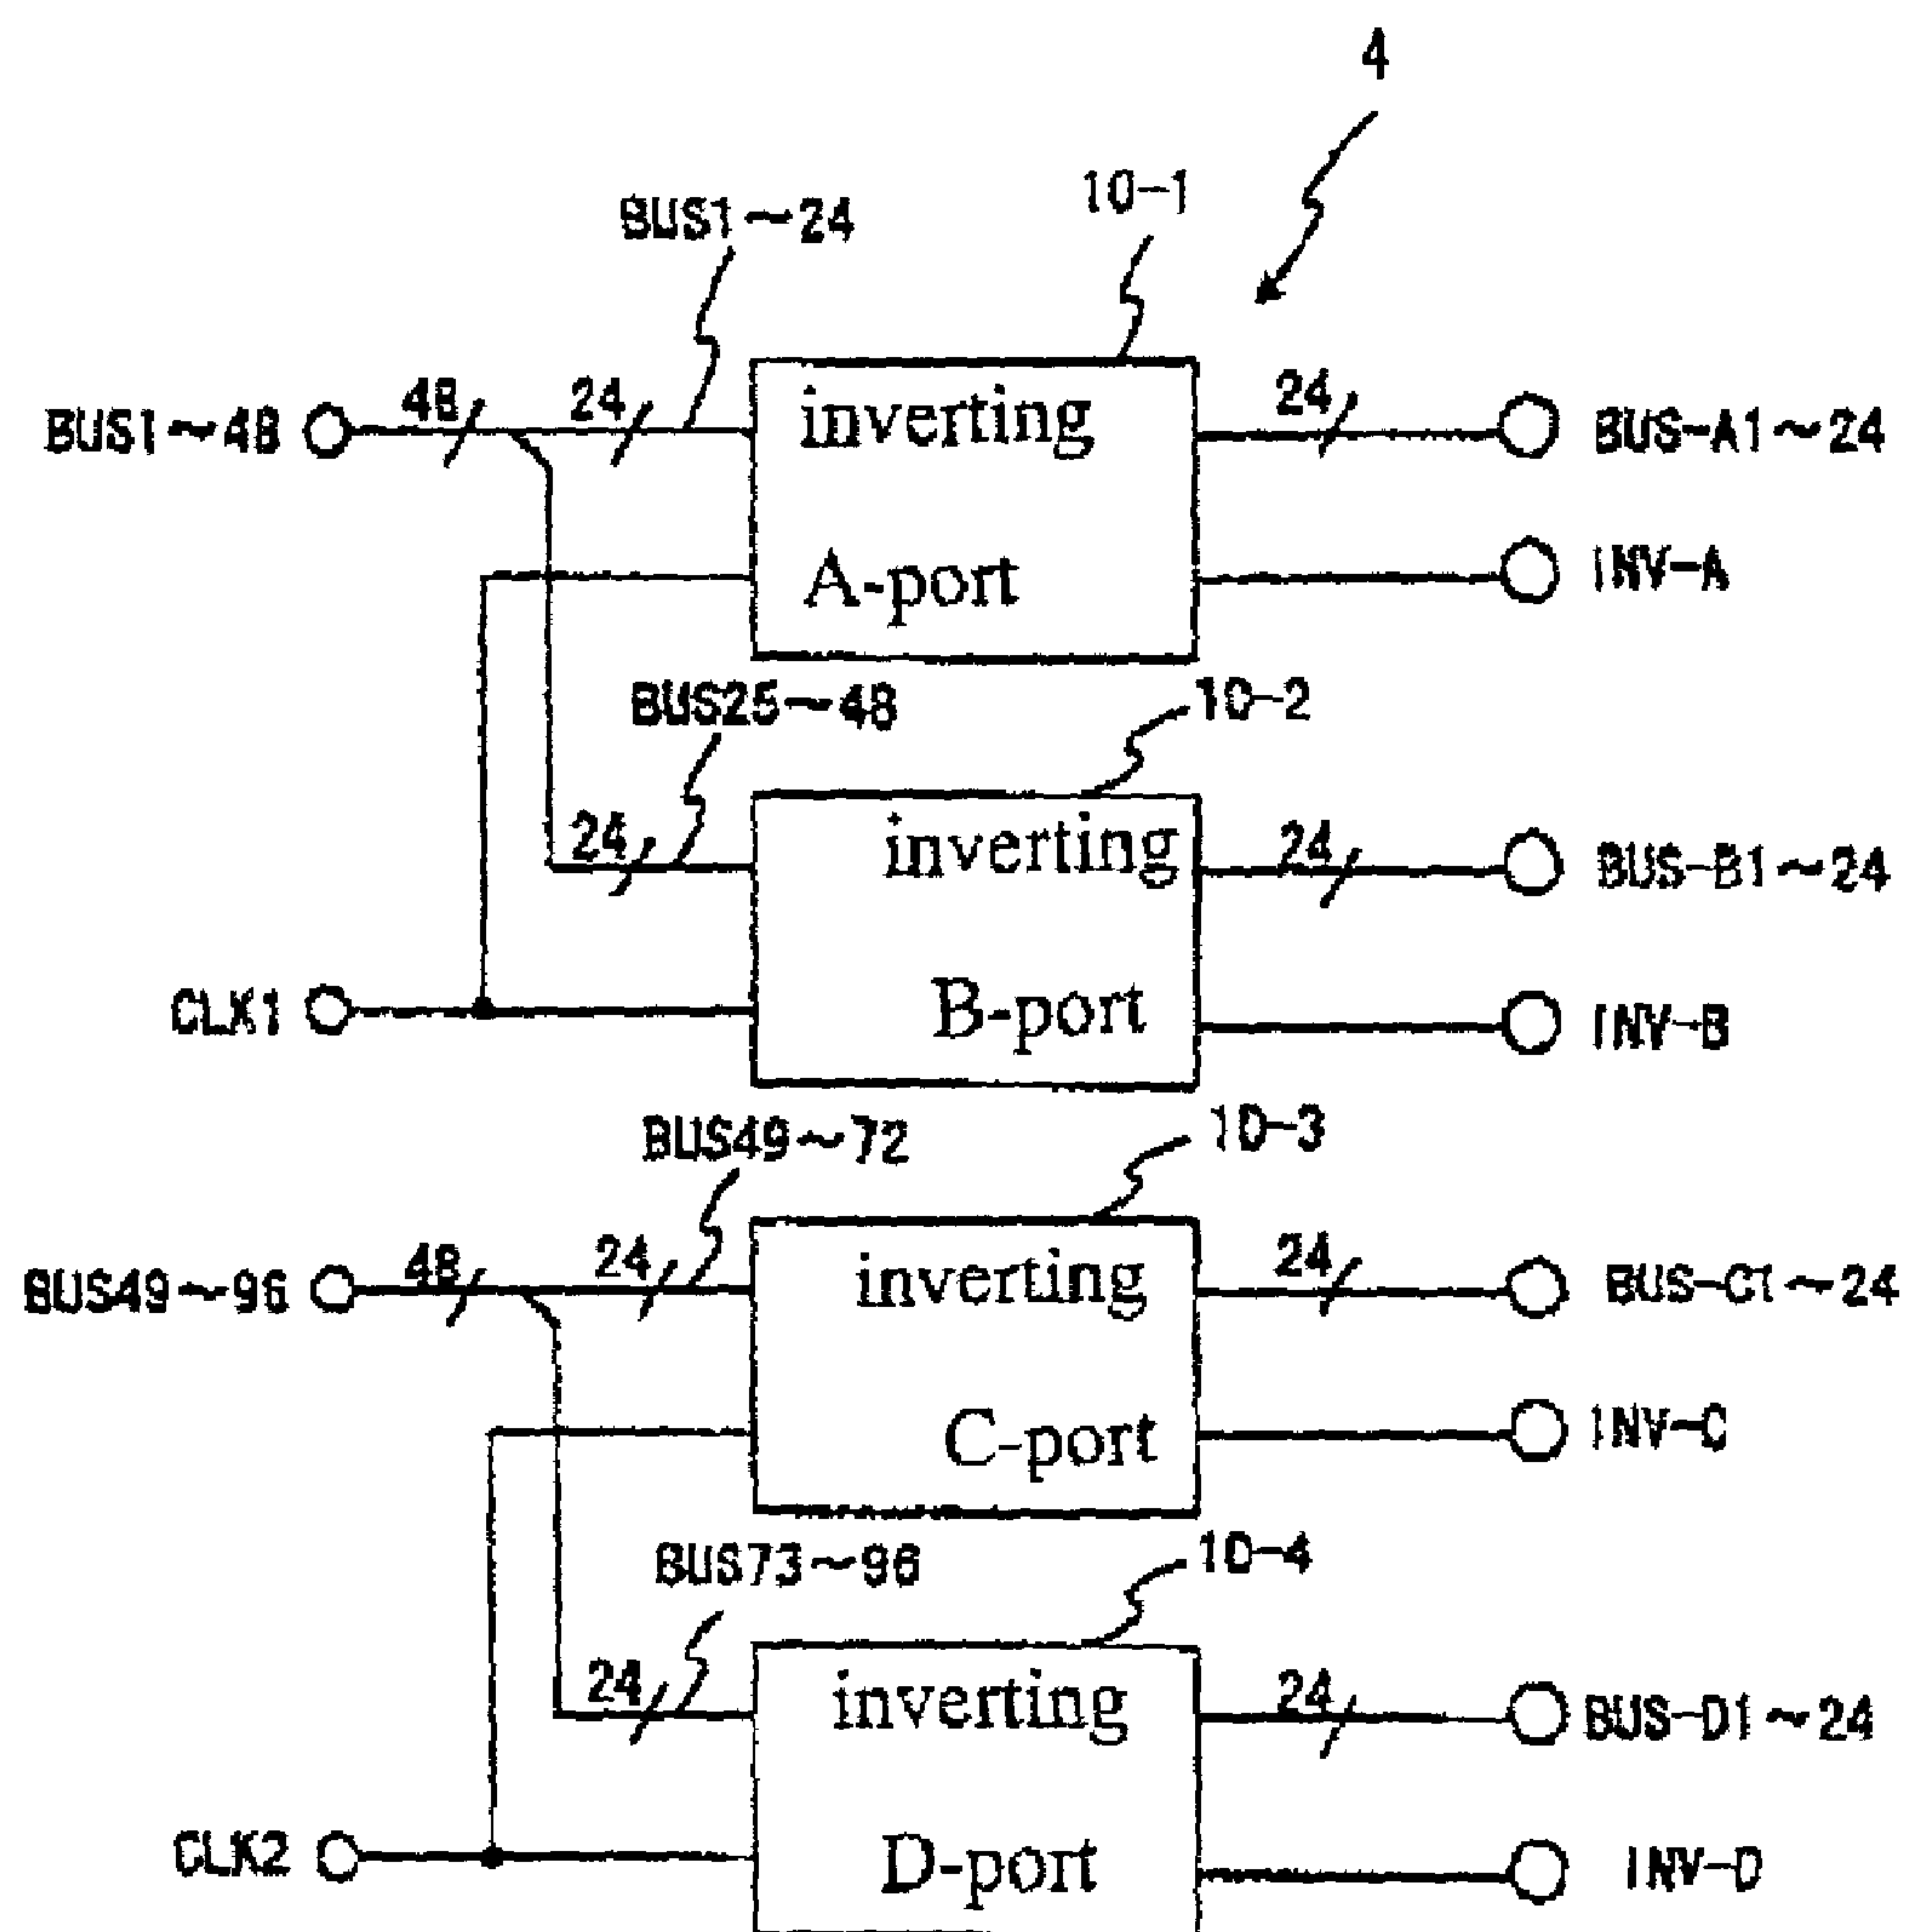 4
10-1
BUS1~24
BUS1~48
48
24
inverting
24
BUS-A1~24
A-port
INV-A
BUS25~48
10-2
24
inverting
24
BUS-B1~24
CLK1
B-port
INV-B
BUS49~72
10-3
BUS49~96
48
24
inverting
24
BUS-C1~24
C-port
INV-C
BUS73~96
10-4
24
inverting
24
BUS-D1~24
CLK2
D-port
INV-D